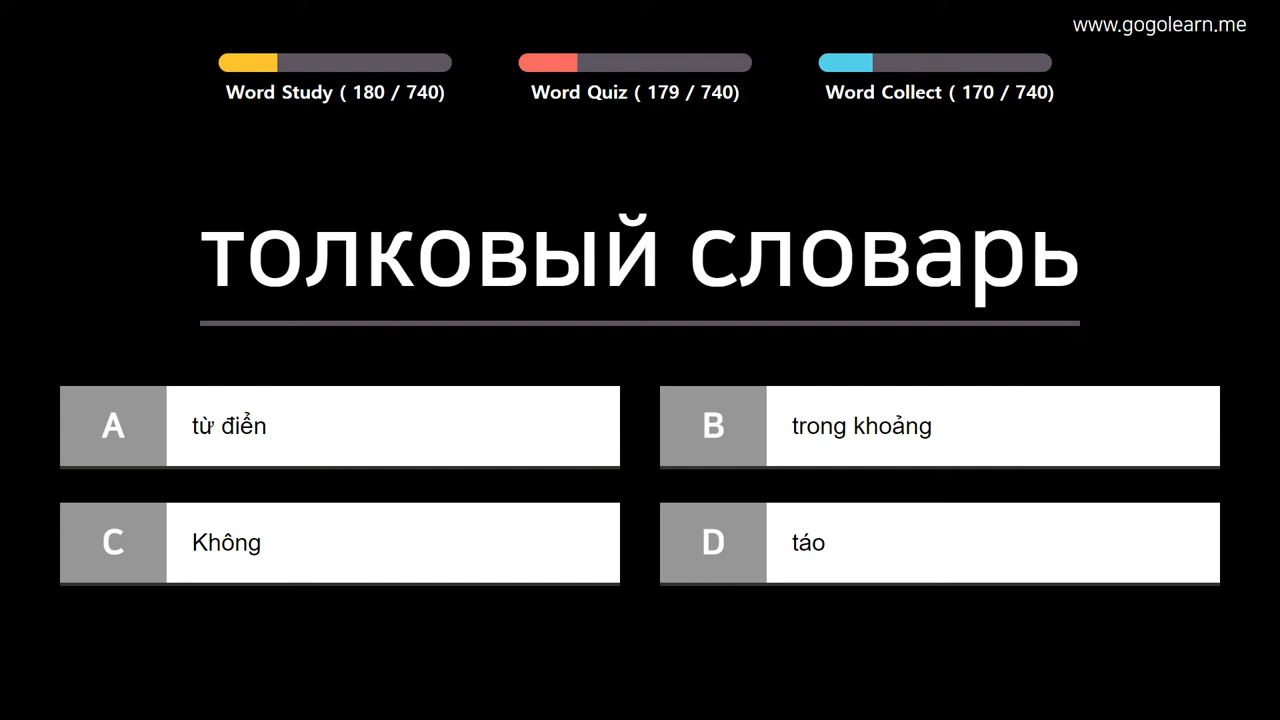 www.gogolearn.me
Word Study ( 180 / 740)
Word Quiz ( 179 / 740)
Word Collect ( 170 / 740)
толковый словарь
A từ điển
B trong khoảng
C Không
D táo